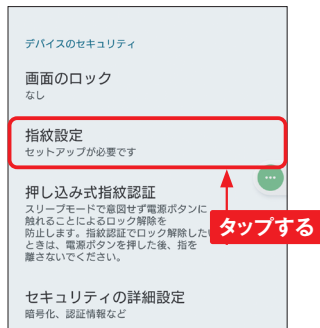 デバイスのセキュリティ
画面のロック
なし
指紋設定
セットアップが必要です
押し込み式指紋認証
スリープモードで意図せず電源ボタンに
触れることによるロック解除を
防止します。指紋認証でロック解除したい
ときは、電源ボタンを押した後、指を
離さないでください。
タップする
セキュリティの詳細設定
暗号化、認証情報など